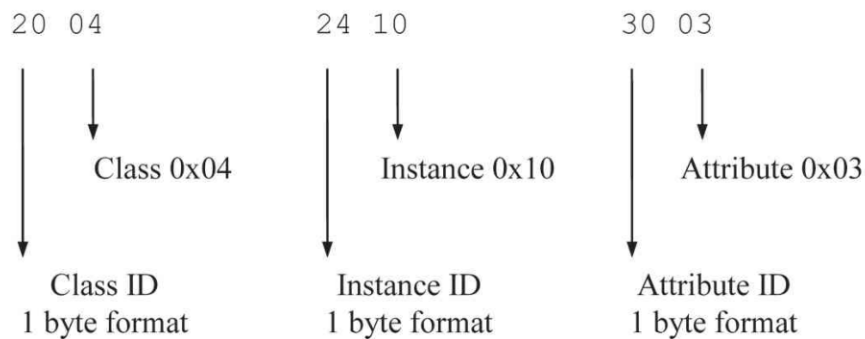 20 04 24 10 30 03
Class 0x04 Instance 0x10 Attribute 0x03
Class ID Instance ID Attribute ID
1 byte format 1 byte format 1 byte format